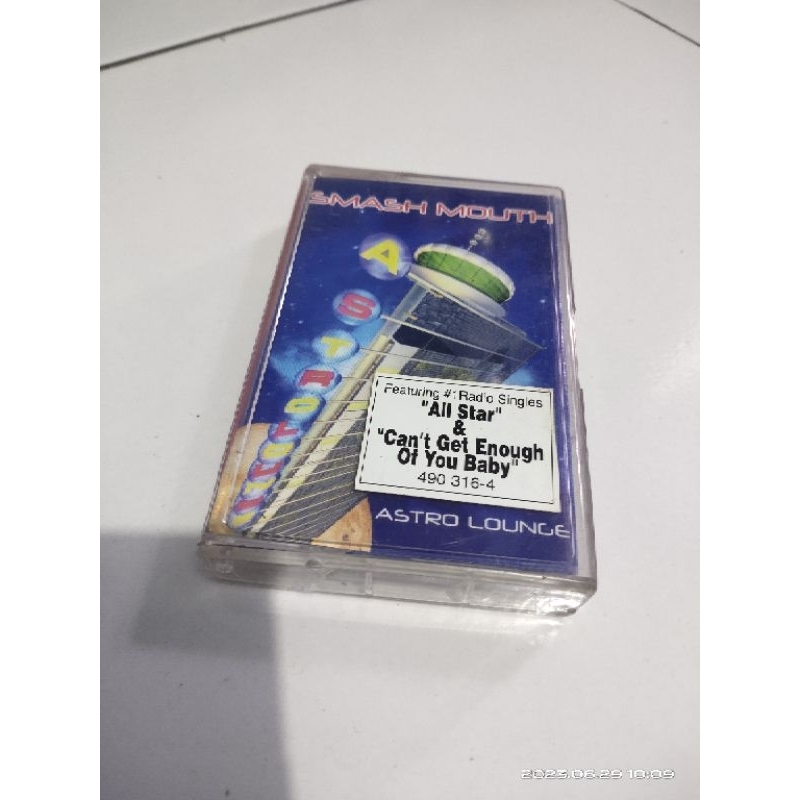 SMASH MOUTH
A
S
T
R
O
Featuring #1 Radio Singles
"All Star"
&
"Can't Get Enough
Of You Baby"
490 316-4
ASTRO LOUNGE
2023.06.29 10:09